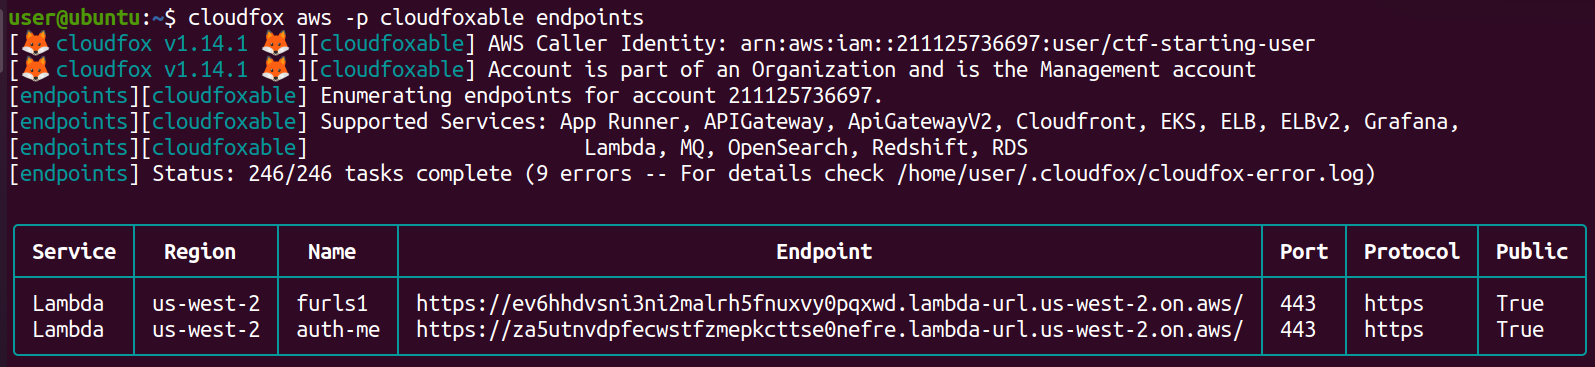 user@ubuntu:~$ cloudfox aws -p cloudfoxable endpoints
[🦊 cloudfox v1.14.1 🦊 ][cloudfoxable] AWS Caller Identity: arn:aws:iam::211125736697:user/ctf-starting-user
[🦊 cloudfox v1.14.1 🦊 ][cloudfoxable] Account is part of an Organization and is the Management account
[endpoints][cloudfoxable] Enumerating endpoints for account 211125736697.
[endpoints][cloudfoxable] Supported Services: App Runner, APIGateway, ApiGatewayV2, Cloudfront, EKS, ELB, ELBv2, Grafana,
[endpoints][cloudfoxable] Lambda, MQ, OpenSearch, Redshift, RDS
[endpoints] Status: 246/246 tasks complete (9 errors -- For details check /home/user/.cloudfox/cloudfox-error.log)
Service Region Name Endpoint Port Protocol Public
Lambda us-west-2 furls1 https://ev6hhdvsni3ni2malrh5fnuxvy0pqxwd.lambda-url.us-west-2.on.aws/ 443 https True
Lambda us-west-2 auth-me https://za5utnvdpfecwstfzmepkcttse0nefre.lambda-url.us-west-2.on.aws/ 443 https True